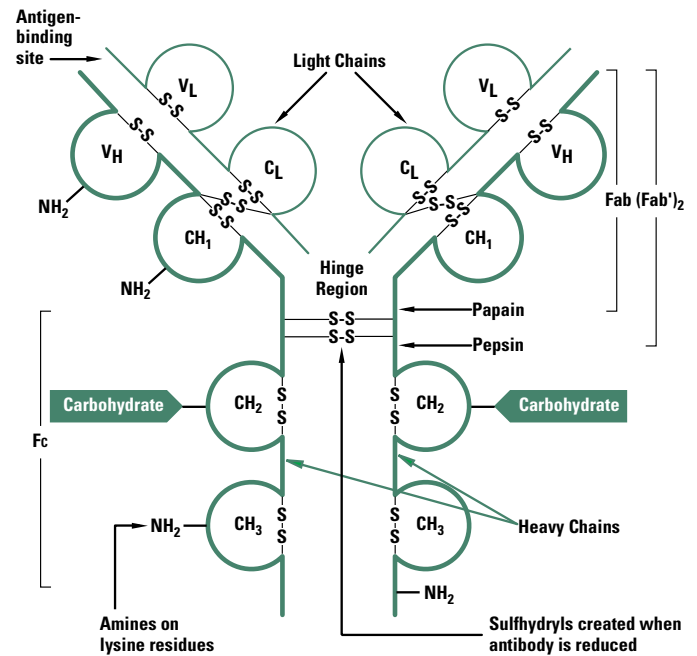 Antigen-
binding
site
Light Chains
VL
VL
S-S
S-S
S-S
S-S
VH
VH
CL
CL
NH2
S-S
S-S
S-S
S-S
S-S
S-S
CH1
CH1
Fab (Fab')2
NH2
Hinge
Region
S-S
S-S
Papain
Pepsin
Carbohydrate
CH2
S
S
S
S
CH2
Carbohydrate
Fc
NH2
CH3
S
S
S
S
CH3
Heavy Chains
NH2
Amines on
lysine residues
Sulfhydryls created when
antibody is reduced